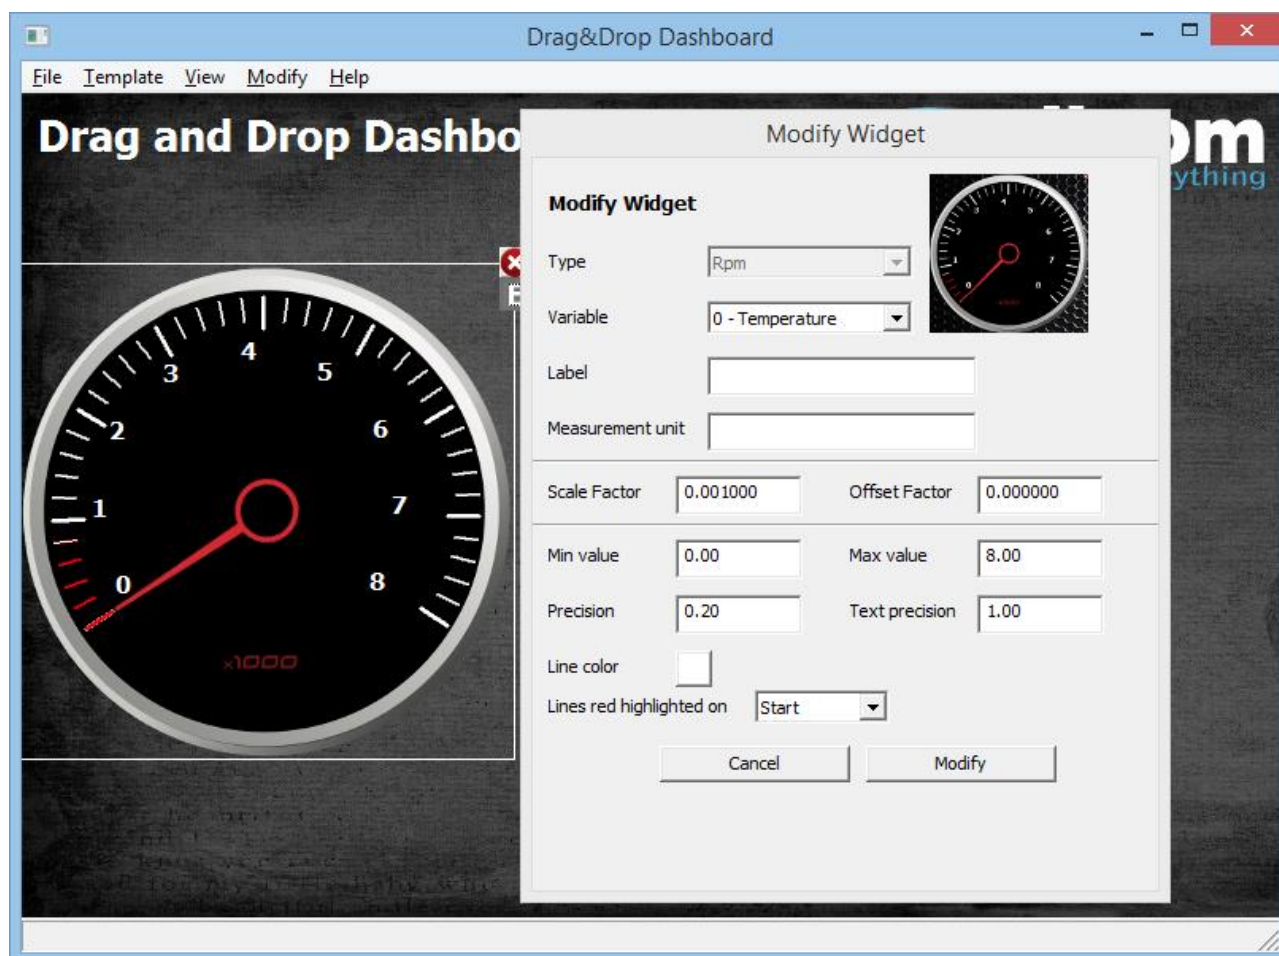 Drag&Drop Dashboard
File Template View Modify Help
Drag and Drop Dashbo
om
ything
Modify Widget
Modify Widget
Type Rpm
Variable 0 - Temperature
Label
Measurement unit
Scale Factor 0.001000 Offset Factor 0.000000
Min value 0.00 Max value 8.00
Precision 0.20 Text precision 1.00
Line color
Lines red highlighted on Start
Cancel Modify
4
3 5
2 6
1 7
0 8
x1000